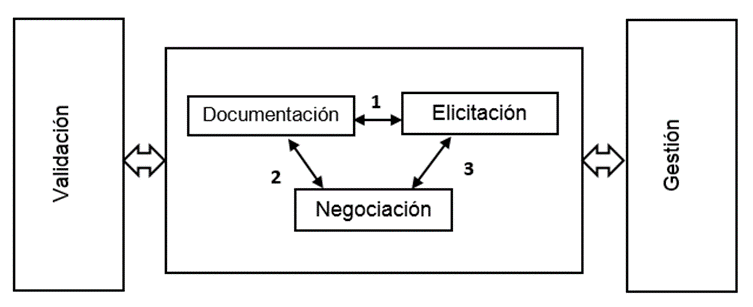 Validación
Documentación
1
Elicitación
2
3
Negociación
Gestión